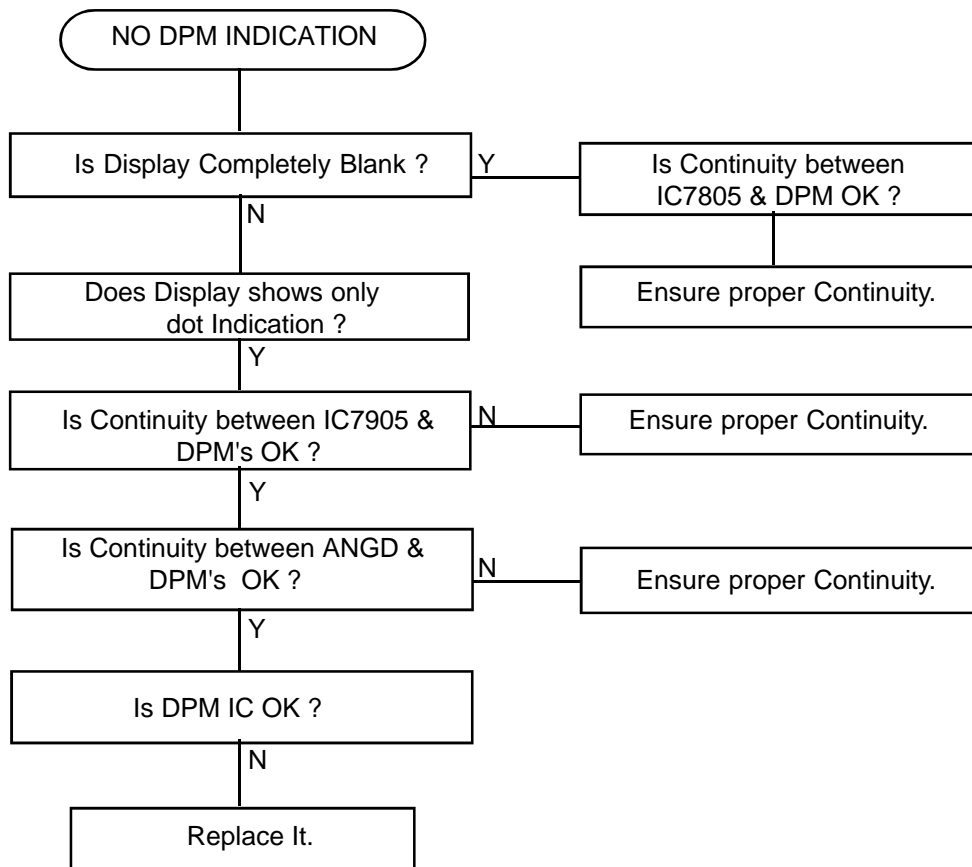 NO DPM INDICATION
Is Display Completely Blank ?
Y
Is Continuity between
IC7805 & DPM OK ?
N
Ensure proper Continuity.
Does Display shows only
dot Indication ?
Y
Is Continuity between IC7905 &
DPM's OK ?
N
Ensure proper Continuity.
Y
Is Continuity between ANGD &
DPM's OK ?
N
Ensure proper Continuity.
Y
Is DPM IC OK ?
N
Replace It.